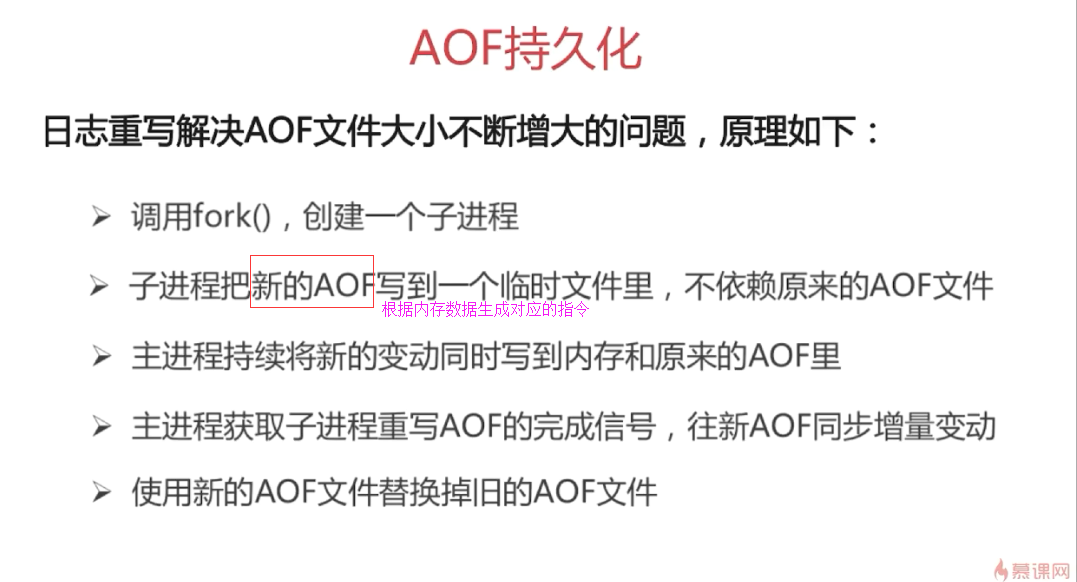 AOF持久化
日志重写解决AOF文件大小不断增大的问题，原理如下：
调用fork()，创建一个子进程
子进程把新的AOF写到一个临时文件里，不依赖原来的AOF文件
根据内存数据生成对应的指令
主进程持续将新的变动同时写到内存和原来的AOF里
主进程获取子进程重写AOF的完成信号，往新AOF同步增量变动
使用新的AOF文件替换掉旧的AOF文件
慕课网